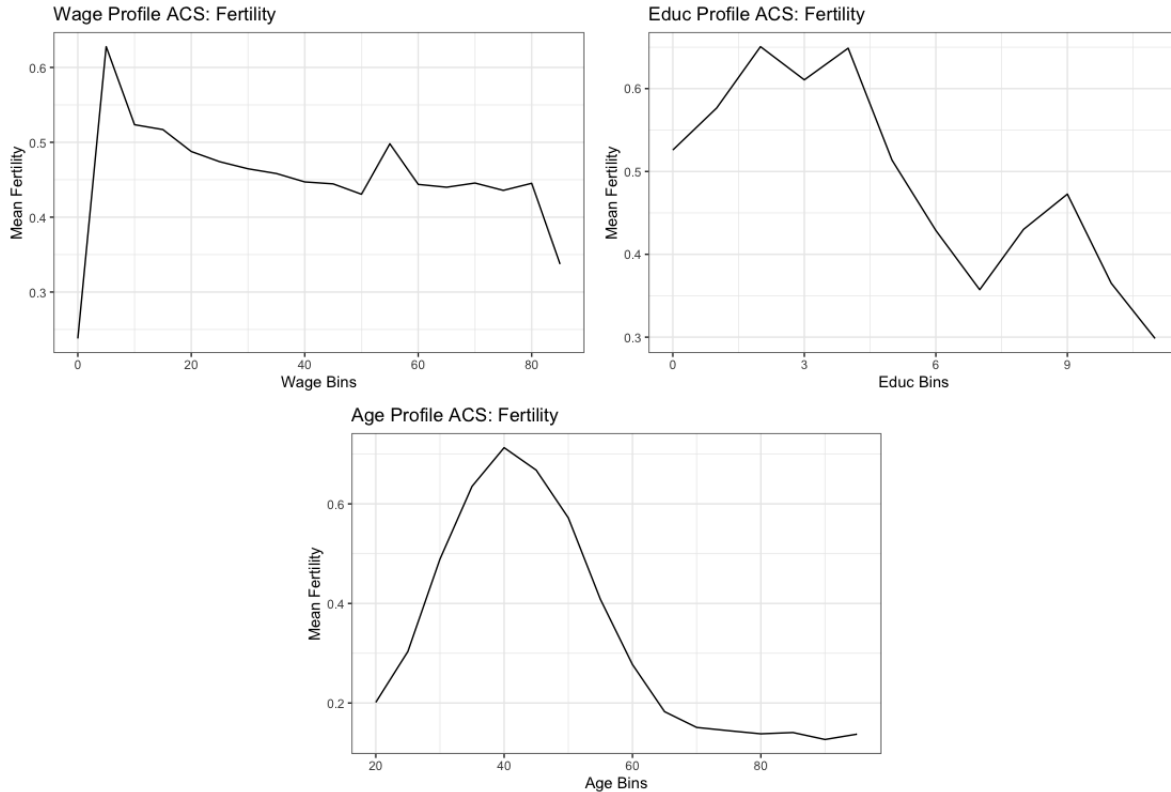 Wage Profile ACS: Fertility
Mean Fertility
0.6
0.5
0.4
0.3
0
20
40
60
80
Wage Bins
Educ Profile ACS: Fertility
Mean Fertility
0.6
0.5
0.4
0.3
0
3
6
9
Educ Bins
Age Profile ACS: Fertility
Mean Fertility
0.6
0.4
0.2
20
40
60
80
Age Bins